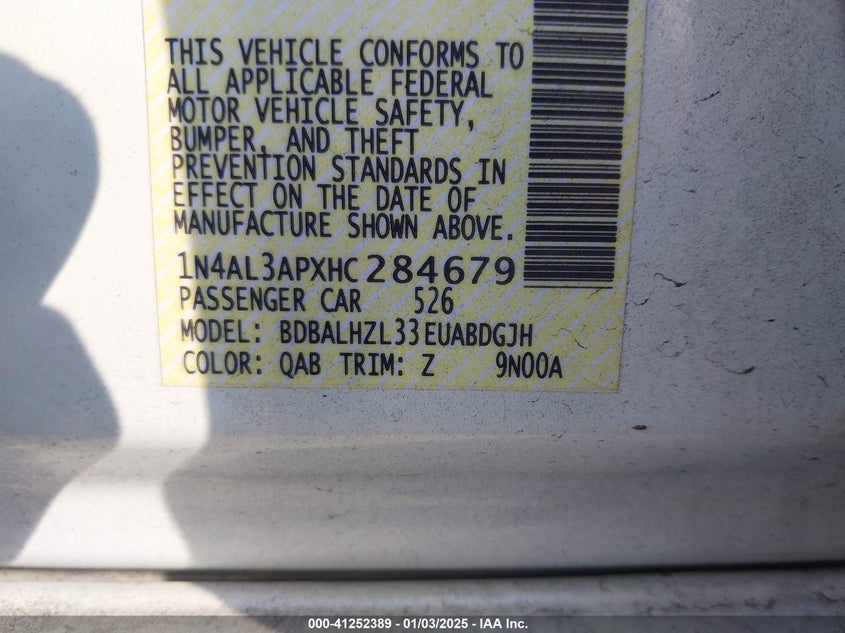 THIS VEHICLE CONFORMS TO
ALL APPLICABLE FEDERAL
MOTOR VEHICLE SAFETY,
BUMPER, AND THEFT
PREVENTION STANDARDS IN
EFFECT ON THE DATE OF
MANUFACTURE SHOWN ABOVE.
1N4AL3APXHC284679
PASSENGER CAR 526
MODEL: BDBALHZL33EUABDGJH
COLOR: QAB TRIM: Z 9N00A
000-41252389 — 01/03/2025 — IAA Inc.